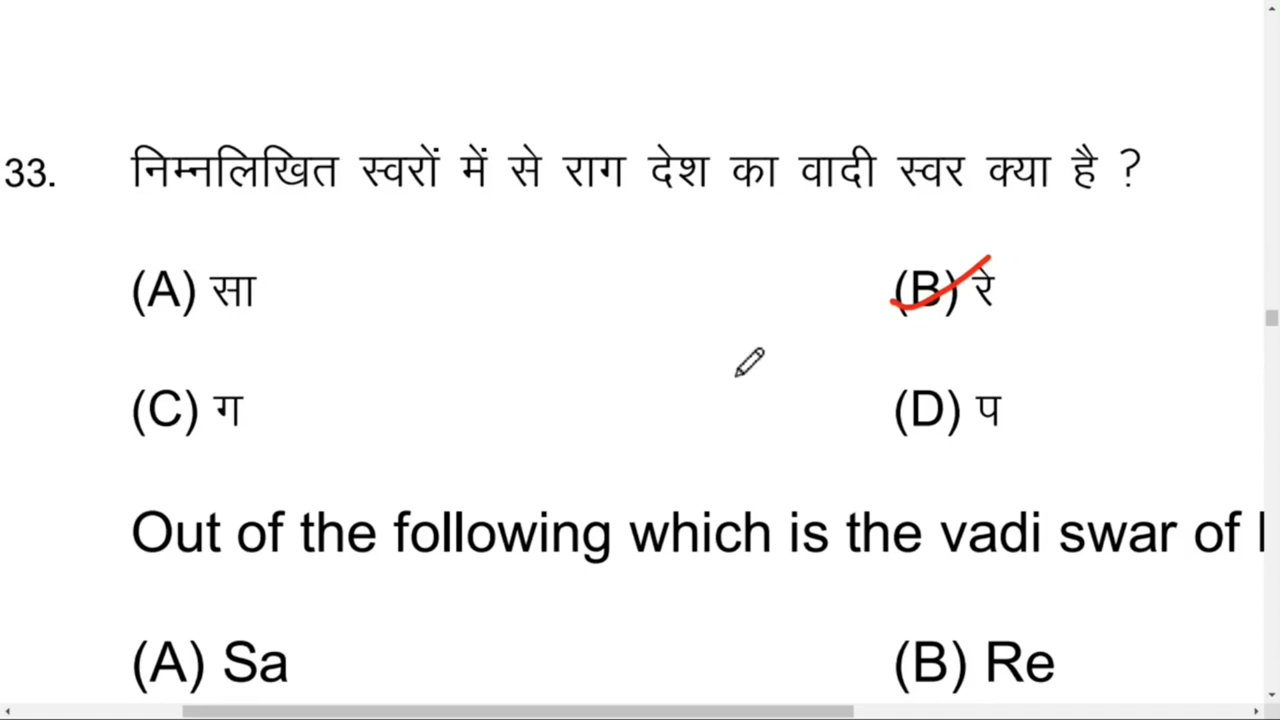 33. निम्नलिखित स्वरों में से राग देश का वादी स्वर क्या है ?
(A) सा (B) रे
(C) ग (D) प
Out of the following which is the vadi swar of
(A) Sa (B) Re